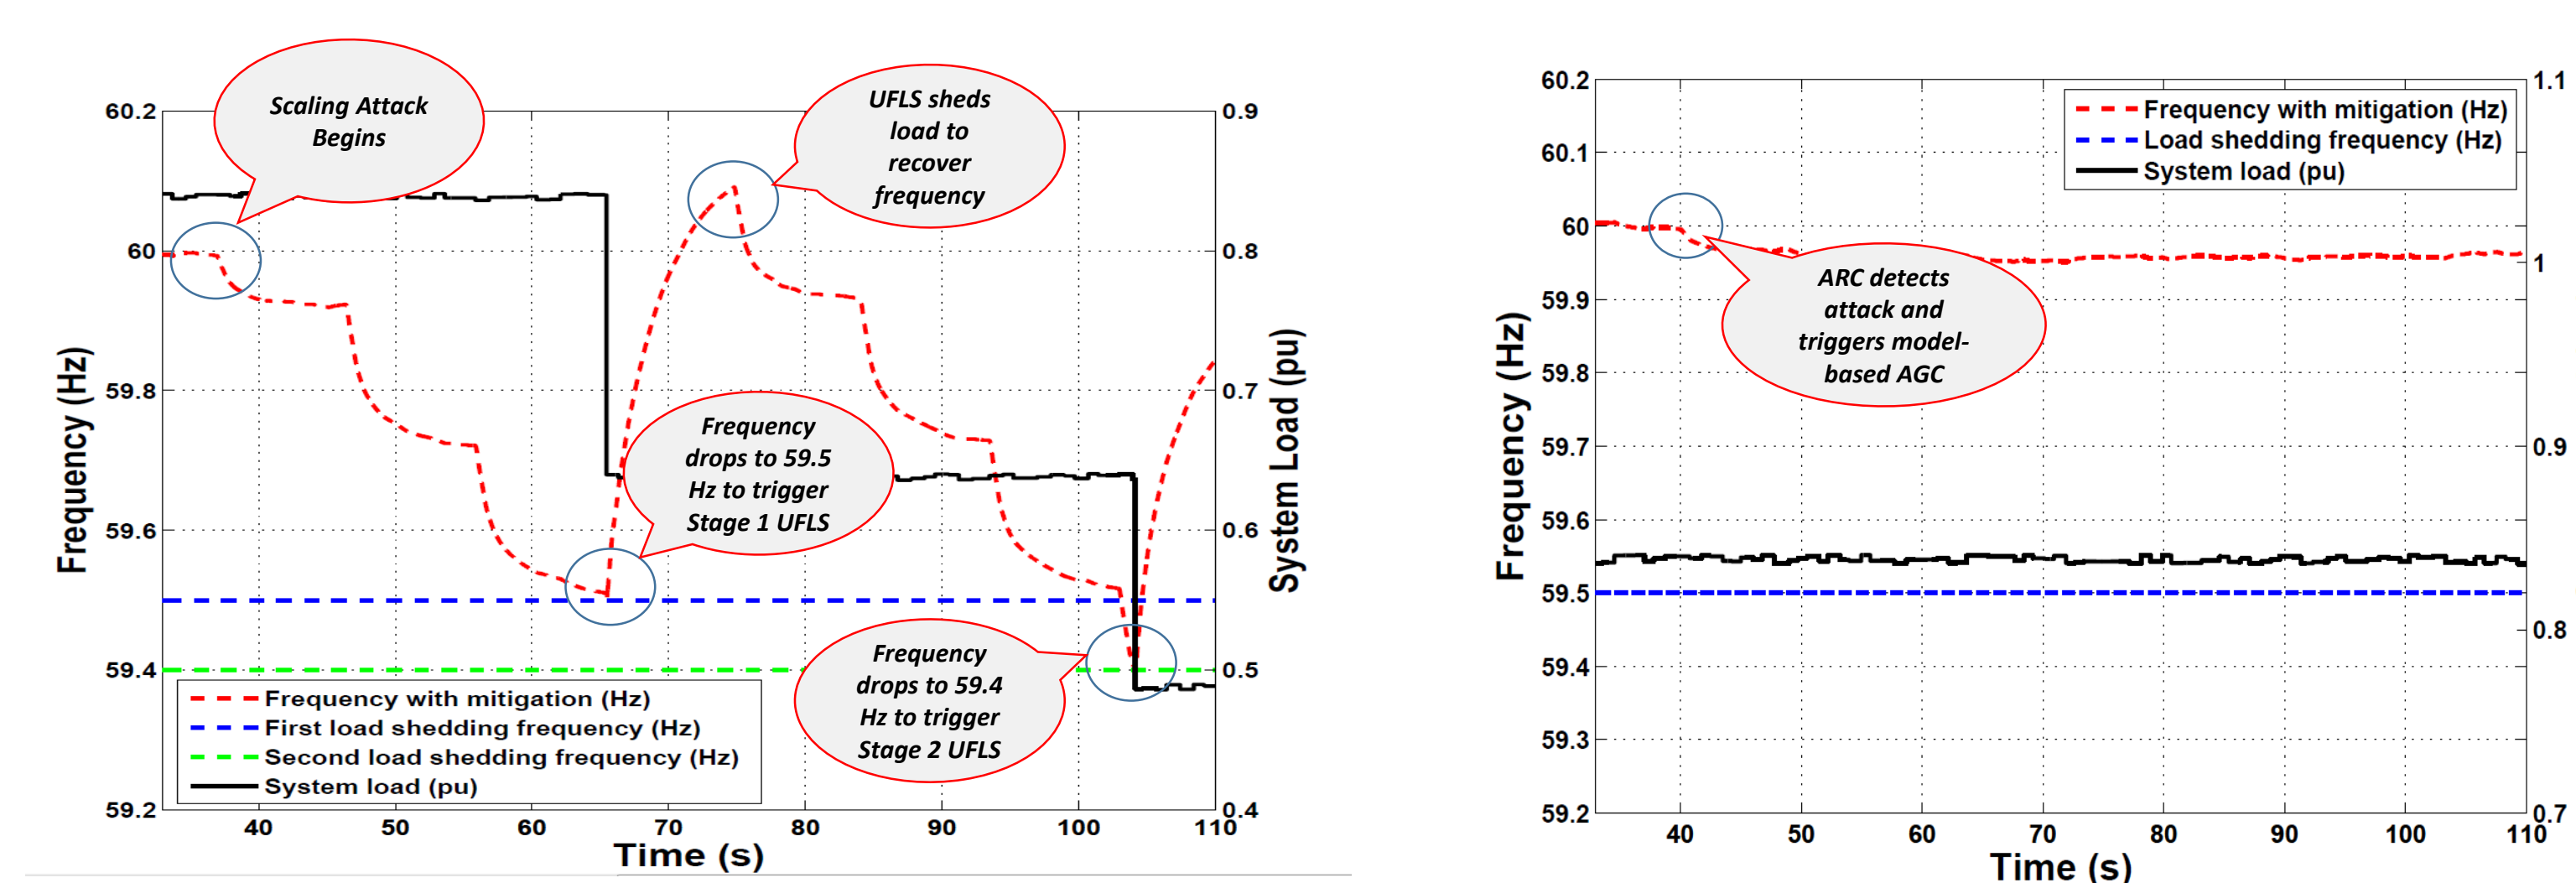 Scaling Attack
Begins
UFLS sheds
load to
recover
frequency
Frequency
drops to 59.5
Hz to trigger
Stage 1 UFLS
Frequency
drops to 59.4
Hz to trigger
Stage 2 UFLS
60.2
60
59.8
59.6
59.4
59.2
Frequency (Hz)
0.9
0.8
0.7
0.6
0.5
0.4
System Load (pu)
Frequency with mitigation (Hz)
First load shedding frequency (Hz)
Second load shedding frequency (Hz)
System load (pu)
40 50 60 70 80 90 100 110
Time (s)
60.2
60.1
60
59.9
59.8
59.7
59.6
59.5
59.4
59.3
59.2
Frequency (Hz)
Frequency with mitigation (Hz)
Load shedding frequency (Hz)
System load (pu)
ARC detects
attack and
triggers model-
based AGC
1.1
1
0.9
0.8
0.7
40 50 60 70 80 90 100 110
Time (s)